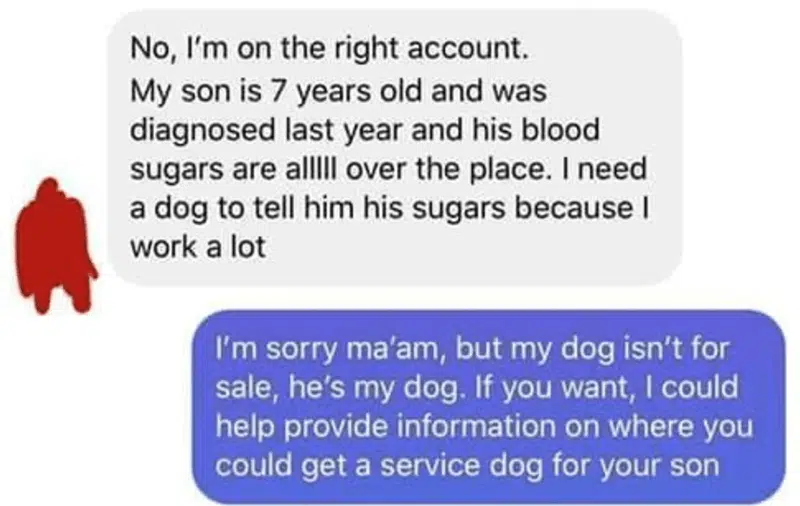 No, I'm on the right account.
My son is 7 years old and was
diagnosed last year and his blood
sugars are alllll over the place. I need
a dog to tell him his sugars because I
work a lot
I'm sorry ma'am, but my dog isn't for
sale, he's my dog. If you want, I could
help provide information on where you
could get a service dog for your son